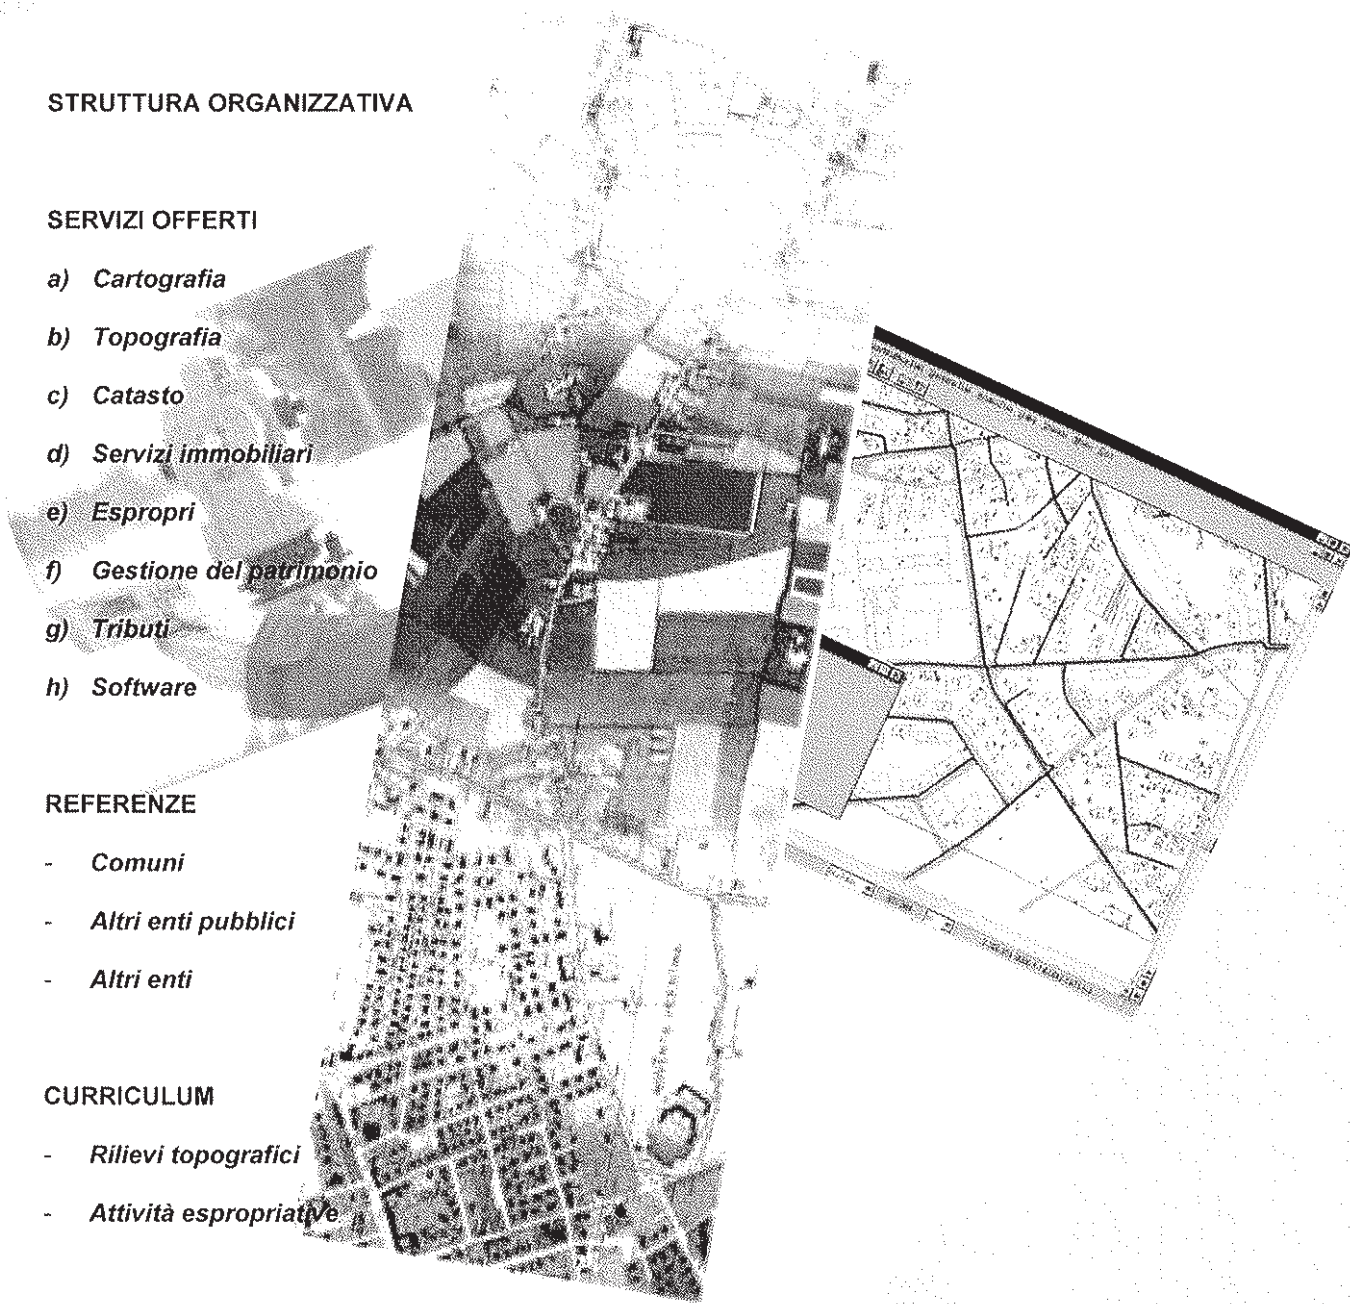 STRUTTURA ORGANIZZATIVA
SERVIZI OFFERTI
a) Cartografia
b) Topografia
c) Catasto
d) Servizi immobiliari
e) Espropri
f) Gestione del patrimonio
g) Tributi
h) Software
REFERENZE
- Comuni
- Altri enti pubblici
- Altri enti
CURRICULUM
- Rilievi topografici
- Attività espropriative